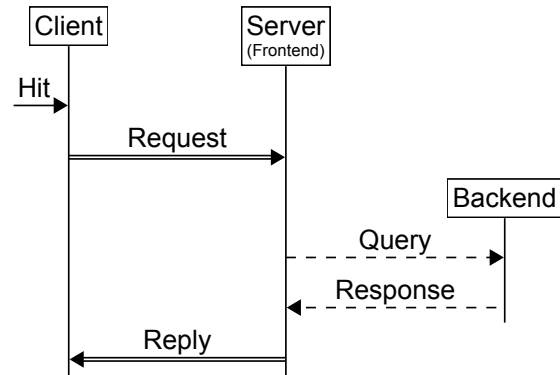 Client
Server
(Frontend)
Hit
Request
Backend
Query
Response
Reply